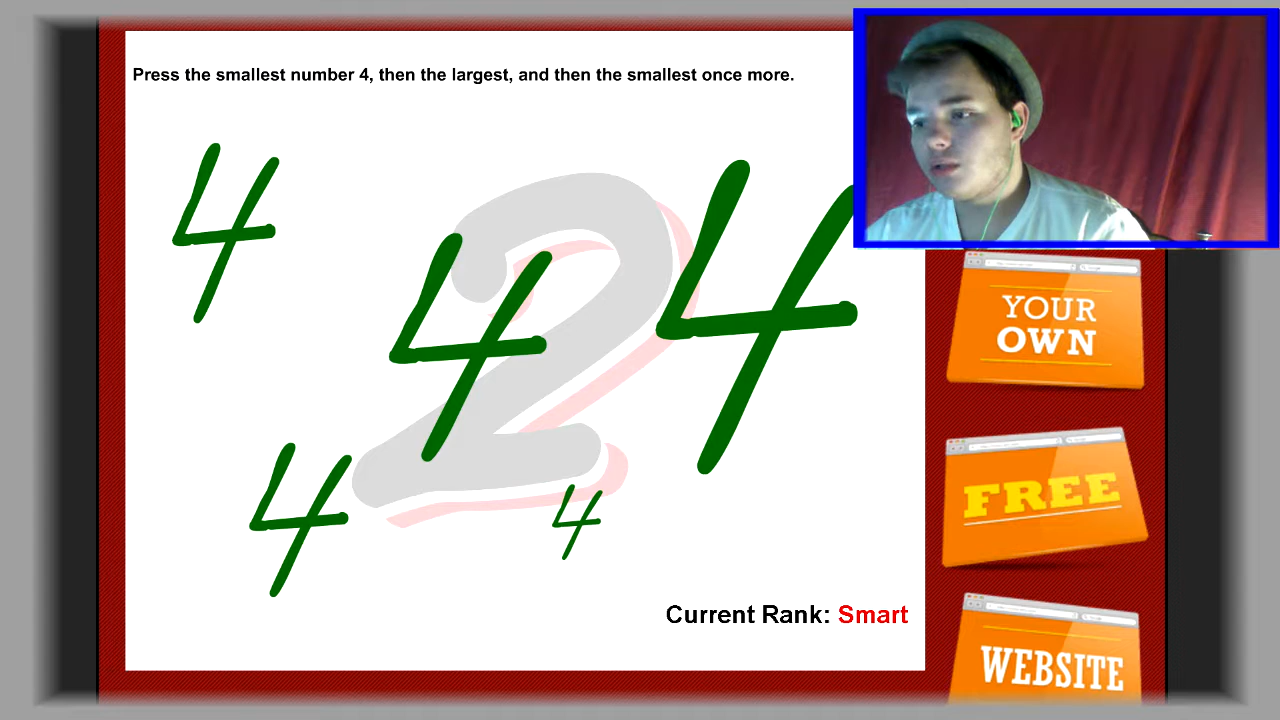 Press the smallest number 4, then the largest, and then the smallest once more.
4
4
4
2
4
4
Current Rank: Smart
YOUR
OWN
FREE
WEBSITE